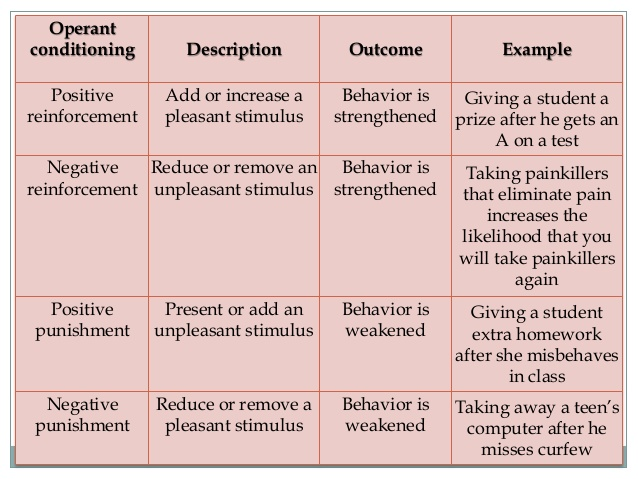 Operant
conditioning
Description
Outcome
Example
Positive
reinforcement
Add or increase a
pleasant stimulus
Behavior is
strengthened
Giving a student a
prize after he gets an
A on a test
Negative
reinforcement
Reduce or remove an
unpleasant stimulus
Behavior is
strengthened
Taking painkillers
that eliminate pain
increases the
likelihood that you
will take painkillers
again
Positive
punishment
Present or add an
unpleasant stimulus
Behavior is
weakened
Giving a student
extra homework
after she misbehaves
in class
Negative
punishment
Reduce or remove a
pleasant stimulus
Behavior is
weakened
Taking away a teen's
computer after he
misses curfew